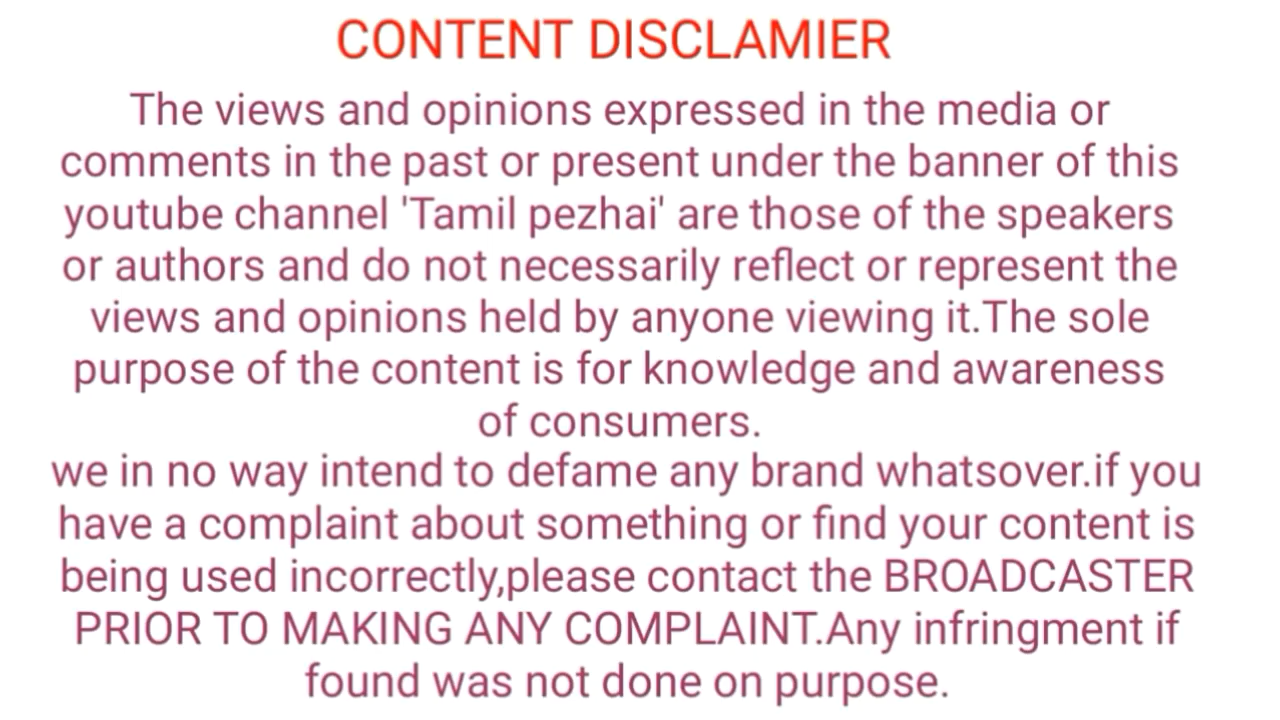 CONTENT DISCLAMIER
The views and opinions expressed in the media or
comments in the past or present under the banner of this
youtube channel 'Tamil pezhai' are those of the speakers
or authors and do not necessarily reflect or represent the
views and opinions held by anyone viewing it.The sole
purpose of the content is for knowledge and awareness
of consumers.
we in no way intend to defame any brand whatsover.if you
have a complaint about something or find your content is
being used incorrectly,please contact the BROADCASTER
PRIOR TO MAKING ANY COMPLAINT.Any infringment if
found was not done on purpose.